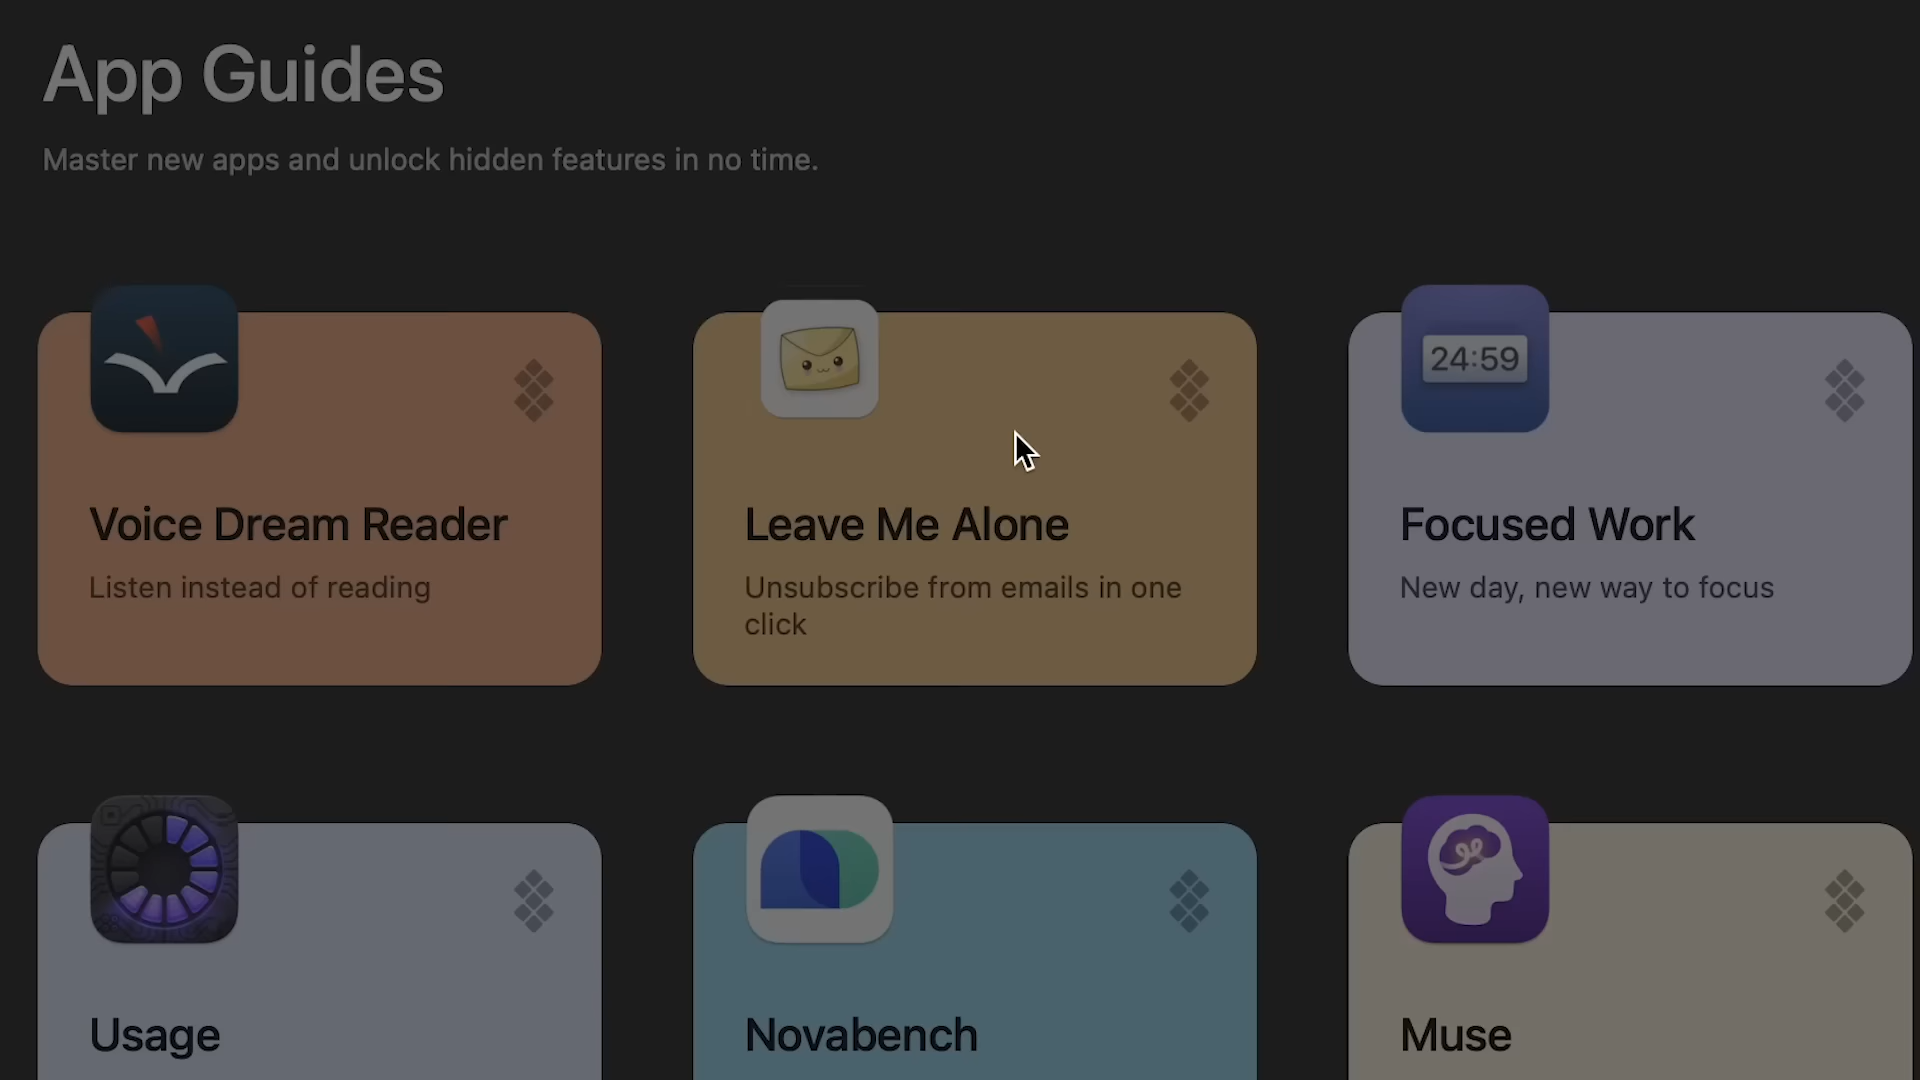 App Guides
Master new apps and unlock hidden features in no time.
Voice Dream Reader
Listen instead of reading
Leave Me Alone
Unsubscribe from emails in one
click
24:59
Focused Work
New day, new way to focus
Usage
Novabench
Muse